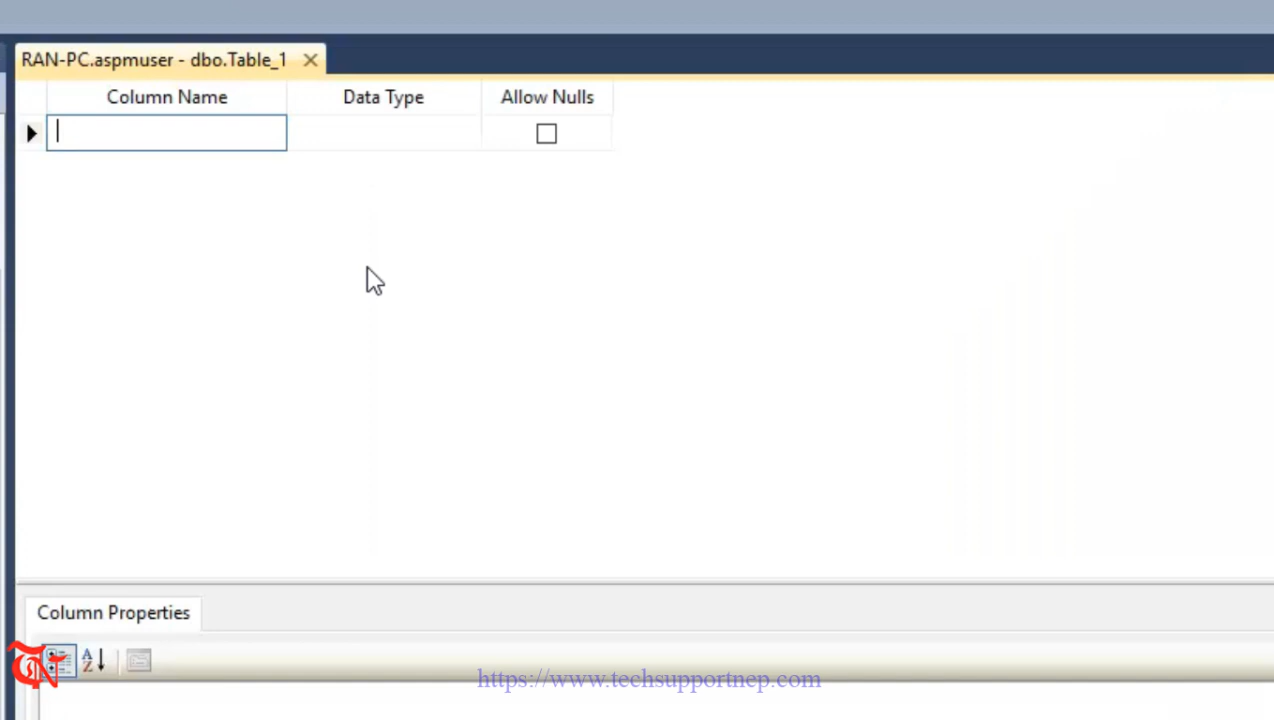 RAN-PC.aspmuser - dbo.Table_1
Column Name Data Type Allow Nulls
Column Properties
https://www.techsupportnep.com